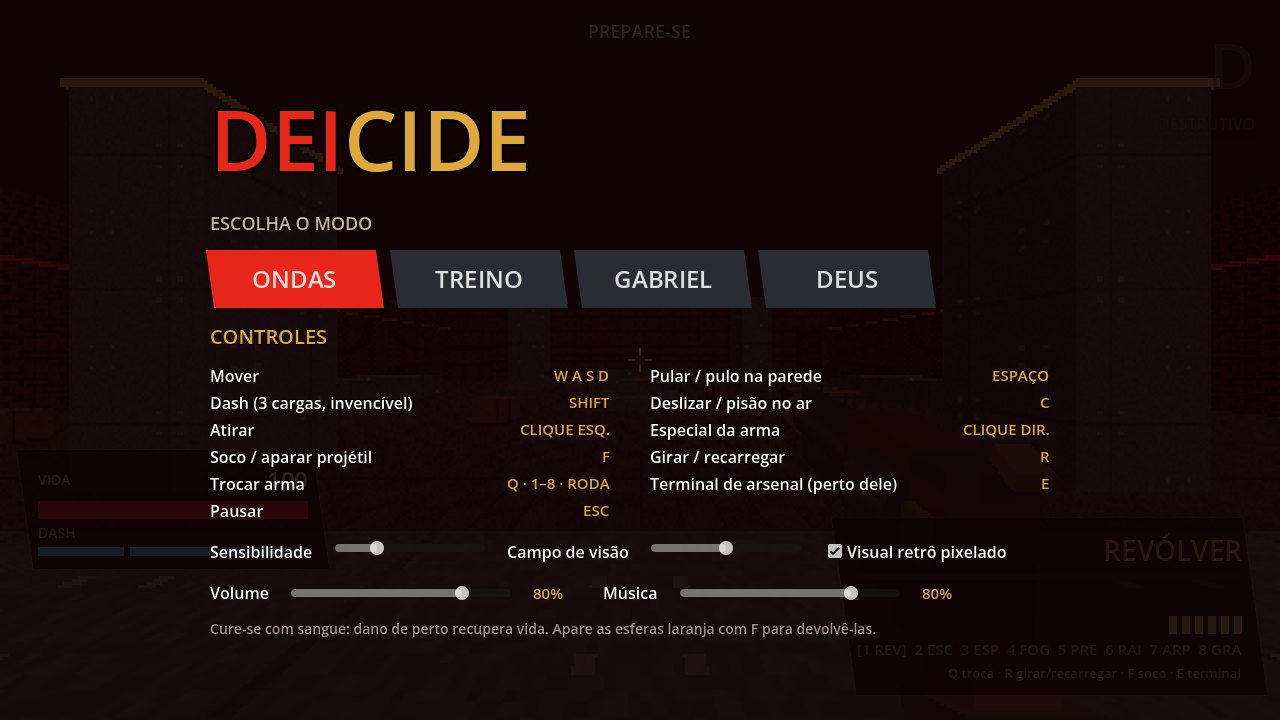 PREPARE-SE
D
DESTRUTIVO
DEICIDE
ESCOLHA O MODO
ONDAS TREINO GABRIEL DEUS
CONTROLES
Mover W A S D Pular / pulo na parede ESPAÇO
Dash (3 cargas, invencível) SHIFT Deslizar / pisão no ar C
Atirar CLIQUE ESQ. Especial da arma CLIQUE DIR.
Soco / aparar projétil F Girar / recarregar R
VIDA 100
Trocar arma Q · 1–8 · RODA Terminal de arsenal (perto dele) E
Pausar ESC
DASH
Sensibilidade Campo de visão Visual retrô pixelado
REVÓLVER
Volume 80% Música 80%
Cure-se com sangue: dano de perto recupera vida. Apare as esferas laranja com F para devolvê-las.
[1 REV] 2 ESC 3 ESP 4 FOG 5 PRE 6 RAI 7 ARP 8 GRA
Q troca · R girar/recarregar · F soco · E terminal